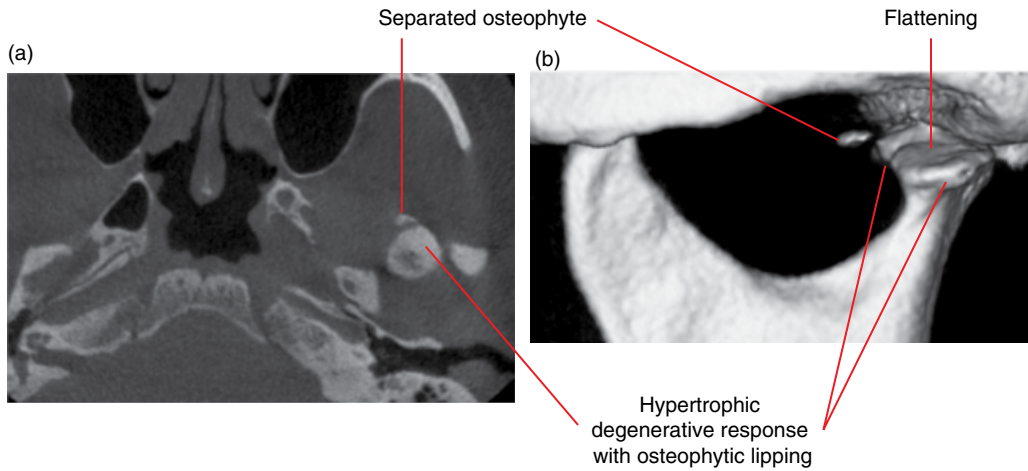 Separated osteophyte
Flattening
(a)
(b)
Hypertrophic
degenerative response
with osteophytic lipping